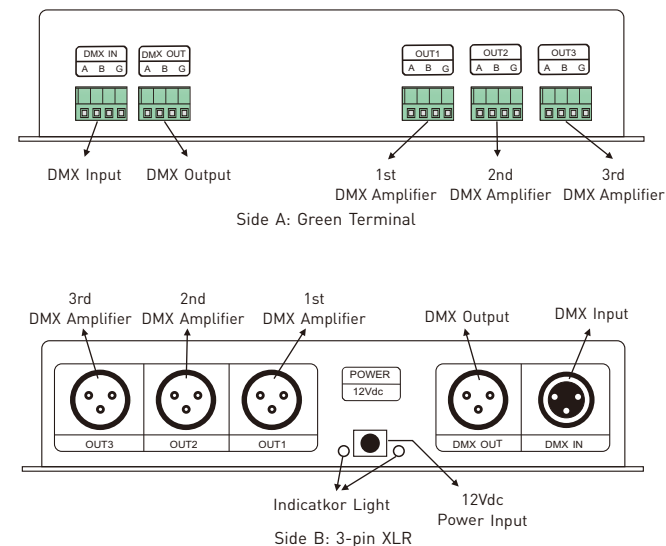 DMX IN DMX OUT OUT1 OUT2 OUT3
A B G A B G A B G A B G A B G
DMX Input DMX Output 1st 2nd 3rd
DMX Amplifier DMX Amplifier DMX Amplifier
Side A: Green Terminal
3rd 2nd 1st
DMX Amplifier DMX Amplifier DMX Amplifier DMX Output DMX Input
POWER
12Vdc
OUT3 OUT2 OUT1 DMX OUT DMX IN
Indicatkor Light 12Vdc
Power Input
Side B: 3-pin XLR